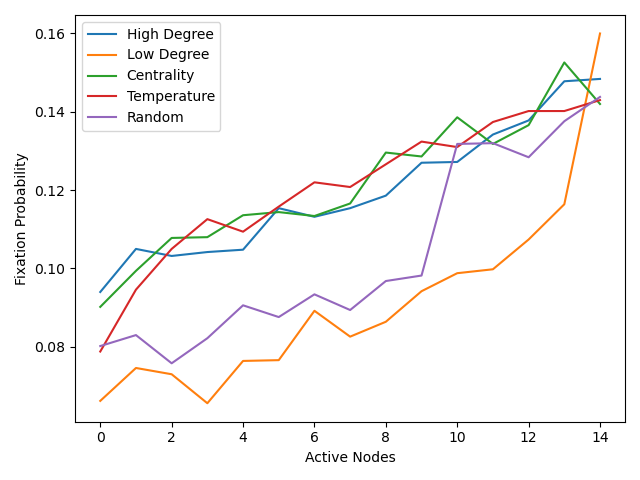 High Degree
Low Degree
Centrality
Temperature
Random
Fixation Probability
0.16
0.14
0.12
0.10
0.08
0 2 4 6 8 10 12 14
Active Nodes